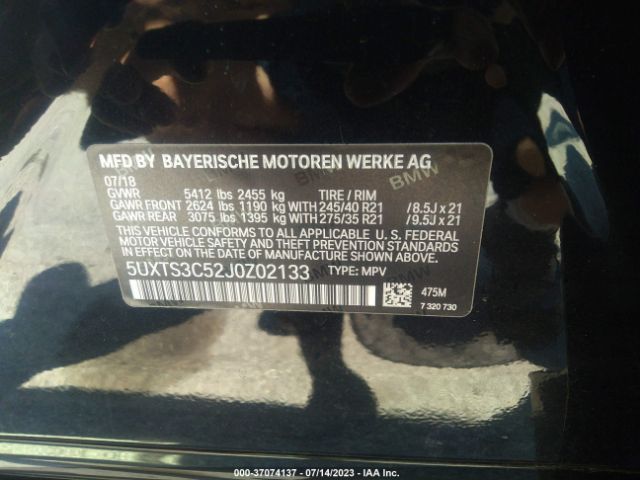 MFD BY BAYERISCHE MOTOREN WERKE AG
07/18
GVWR 5412 lbs 2455 kg TIRE / RIM
GAWR FRONT 2624 lbs 1190 kg WITH 245/40 R21 /8.5J x 21
GAWR REAR 3075 lbs 1395 kg WITH 275/35 R21 /9.5J x 21
THIS VEHICLE CONFORMS TO ALL APPLICABLE U. S. FEDERAL
MOTOR VEHICLE SAFETY, BUMPER, AND THEFT PREVENTION
STANDARDS IN EFFECT ON THE DATE OF MANUFACTURE SHOWN ABOVE.
5UXTS3C52J0Z02133 TYPE: MPV
475M
7 320 730
BMW
BMW
000-37074137 - 07/14/2023 - IAA Inc.